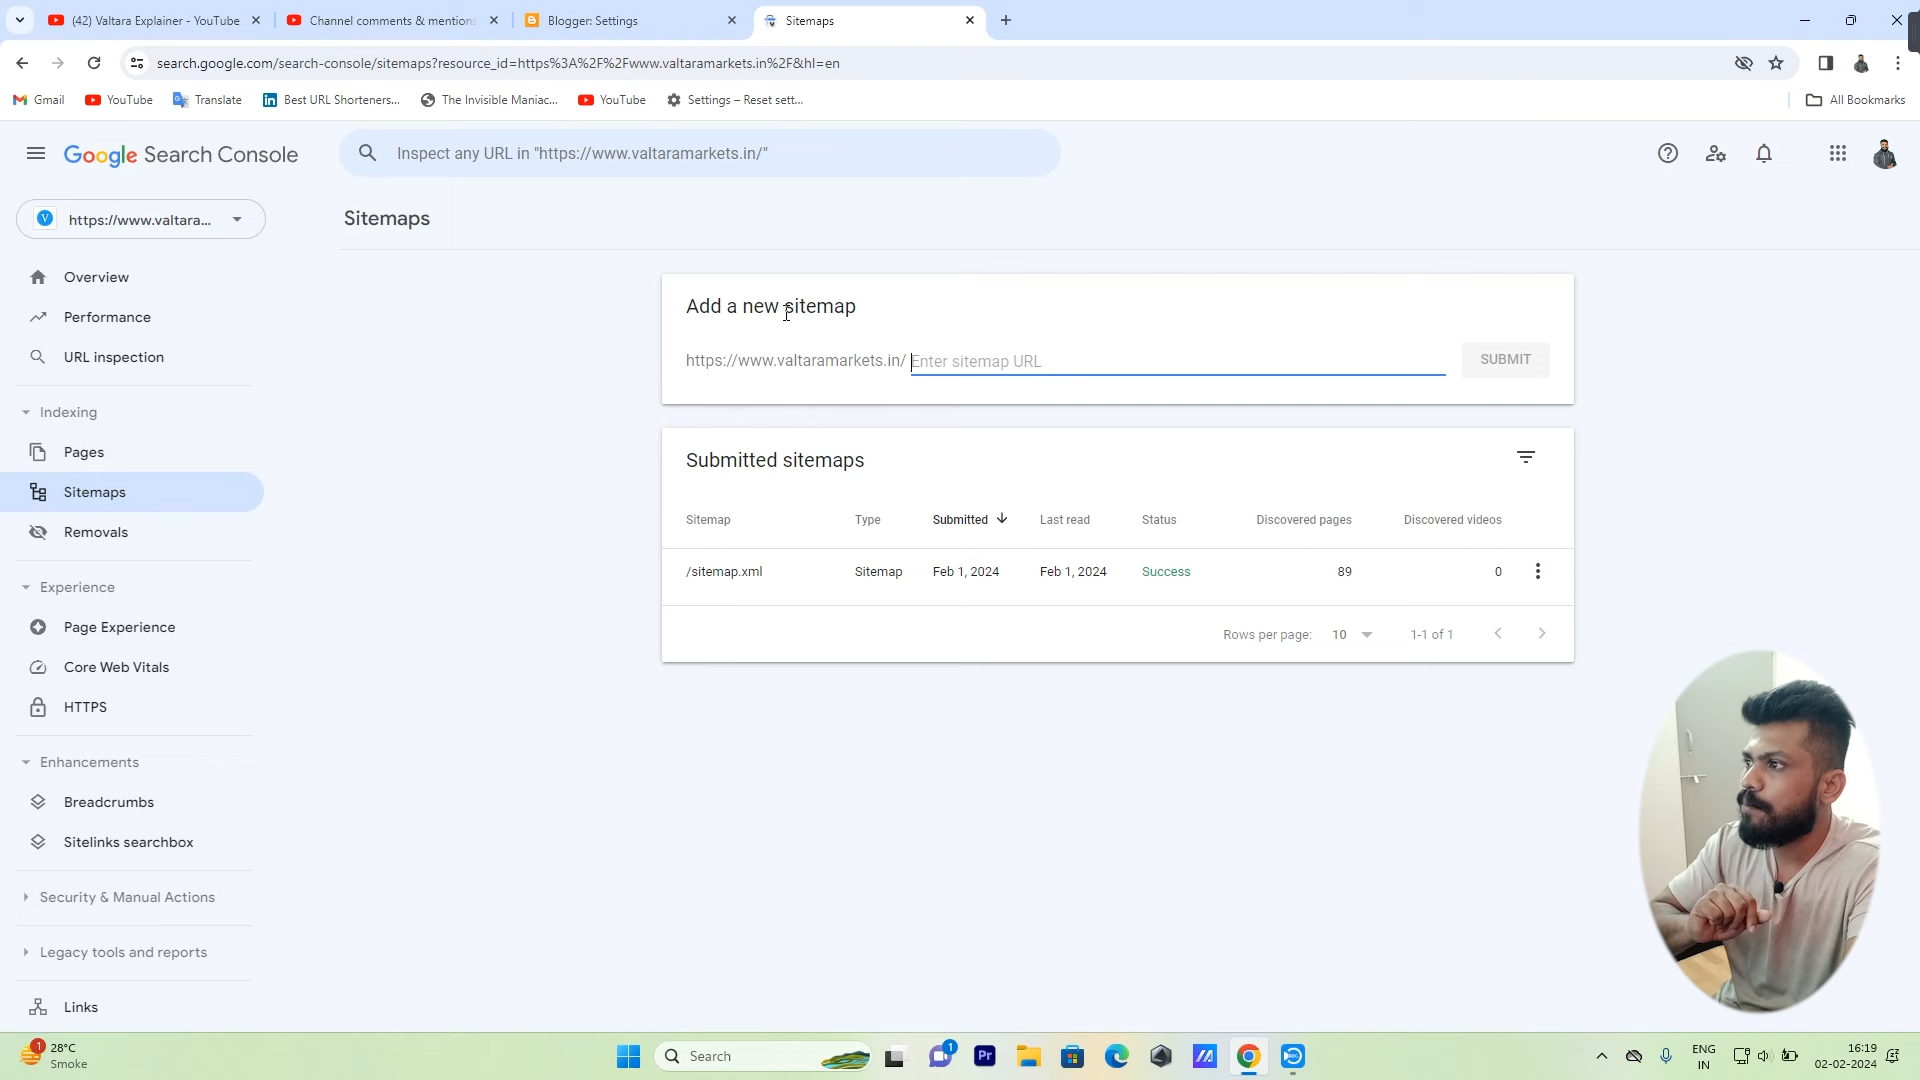 (42) Valtara Explainer - YouTube
Channel comments & mentions
Blogger: Settings
Sitemaps
search.google.com/search-console/sitemaps?resource_id=https%3A%2F%2Fwww.valtaramarkets.in%2F&hl=en
Gmail
YouTube
Translate
Best URL Shorteners...
The Invisible Maniac...
YouTube
Settings – Reset sett...
All Bookmarks
Google Search Console
Inspect any URL in "https://www.valtaramarkets.in/"
V
https://www.valtara...
Sitemaps
Overview
Performance
URL inspection
Indexing
Pages
Sitemaps
Removals
Experience
Page Experience
Core Web Vitals
HTTPS
Enhancements
Breadcrumbs
Sitelinks searchbox
Security & Manual Actions
Legacy tools and reports
Links
Add a new sitemap
https://www.valtaramarkets.in/ Enter sitemap URL
SUBMIT
Submitted sitemaps
Sitemap Type Submitted Last read Status Discovered pages Discovered videos
/sitemap.xml Sitemap Feb 1, 2024 Feb 1, 2024 Success 89 0
Rows per page: 10 1-1 of 1
1
28°C
Smoke
Search
1
Pr
ENG
IN
16:19
02-02-2024